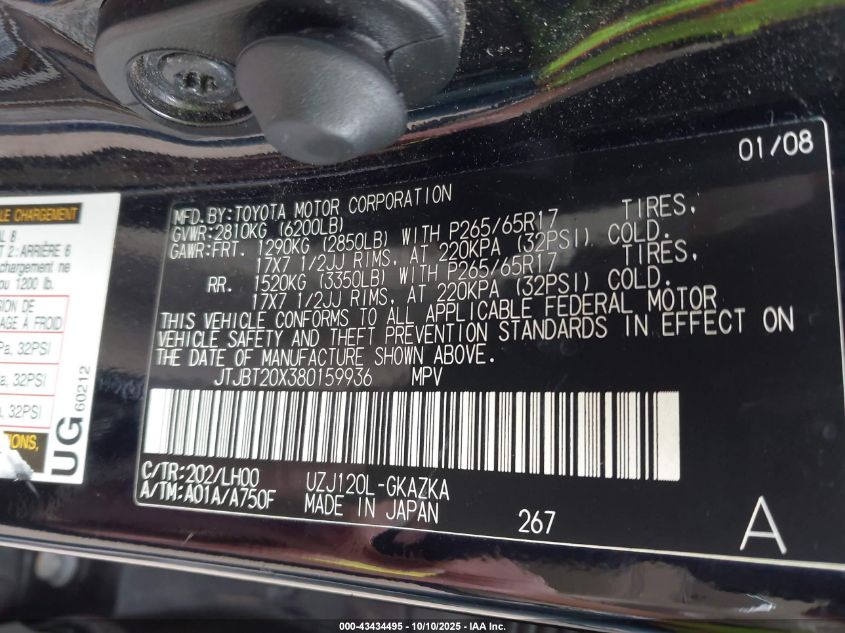 01/08
MFD.BY:TOYOTA MOTOR CORPORATION
GVWR:2810KG (6200LB)
GAWR:FRT. 1290KG (2850LB) WITH P265/65R17 TIRES,
17X7 1/2JJ RIMS, AT 220KPA (32PSI) COLD.
RR. 1520KG (3350LB) WITH P265/65R17 TIRES,
17X7 1/2JJ RIMS, AT 220KPA (32PSI) COLD.
THIS VEHICLE CONFORMS TO ALL APPLICABLE FEDERAL MOTOR
VEHICLE SAFETY AND THEFT PREVENTION STANDARDS IN EFFECT ON
THE DATE OF MANUFACTURE SHOWN ABOVE.
JTJBT20X380159936 MPV
C/TR:202/LH00 UZJ120L-GKAZKA
A/TM:A01A/A750F MADE IN JAPAN 267 A
CHARGEMENT
8
2 : ARRIÈRE 6
chargement ne
ou 1200 lb.
DE
À FROID
32PSI
32PSI
32PSI
UG
60212
000-43434495 - 10/10/2025 - IAA Inc.